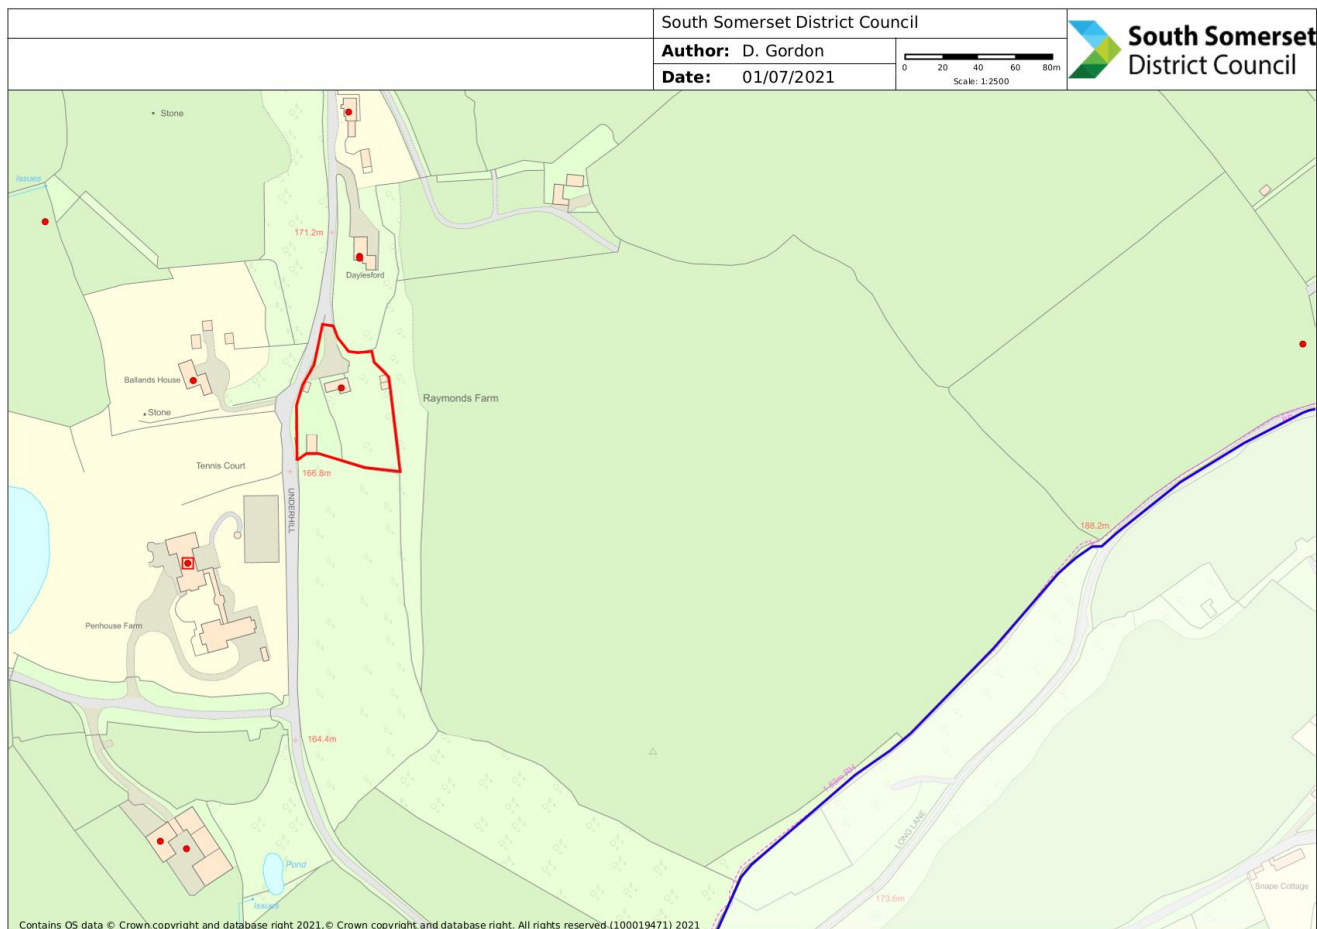 South Somerset District Council
Author: D. Gordon
Date: 01/07/2021
0 20 40 60 80m
Scale: 1:2500
South Somerset
District Council
Stone
Issues
171.2m
Daylesford
Ballands House
Stone
Raymonds Farm
Tennis Court
166.8m
UNDERHILL
188.2m
Penhouse Farm
164.4m
1.83m RH
LONG LANE
Pond
Issues
173.6m
Snape Cottage
Contains OS data © Crown copyright and database right 2021,© Crown copyright and database right. All rights reserved (100019471) 2021